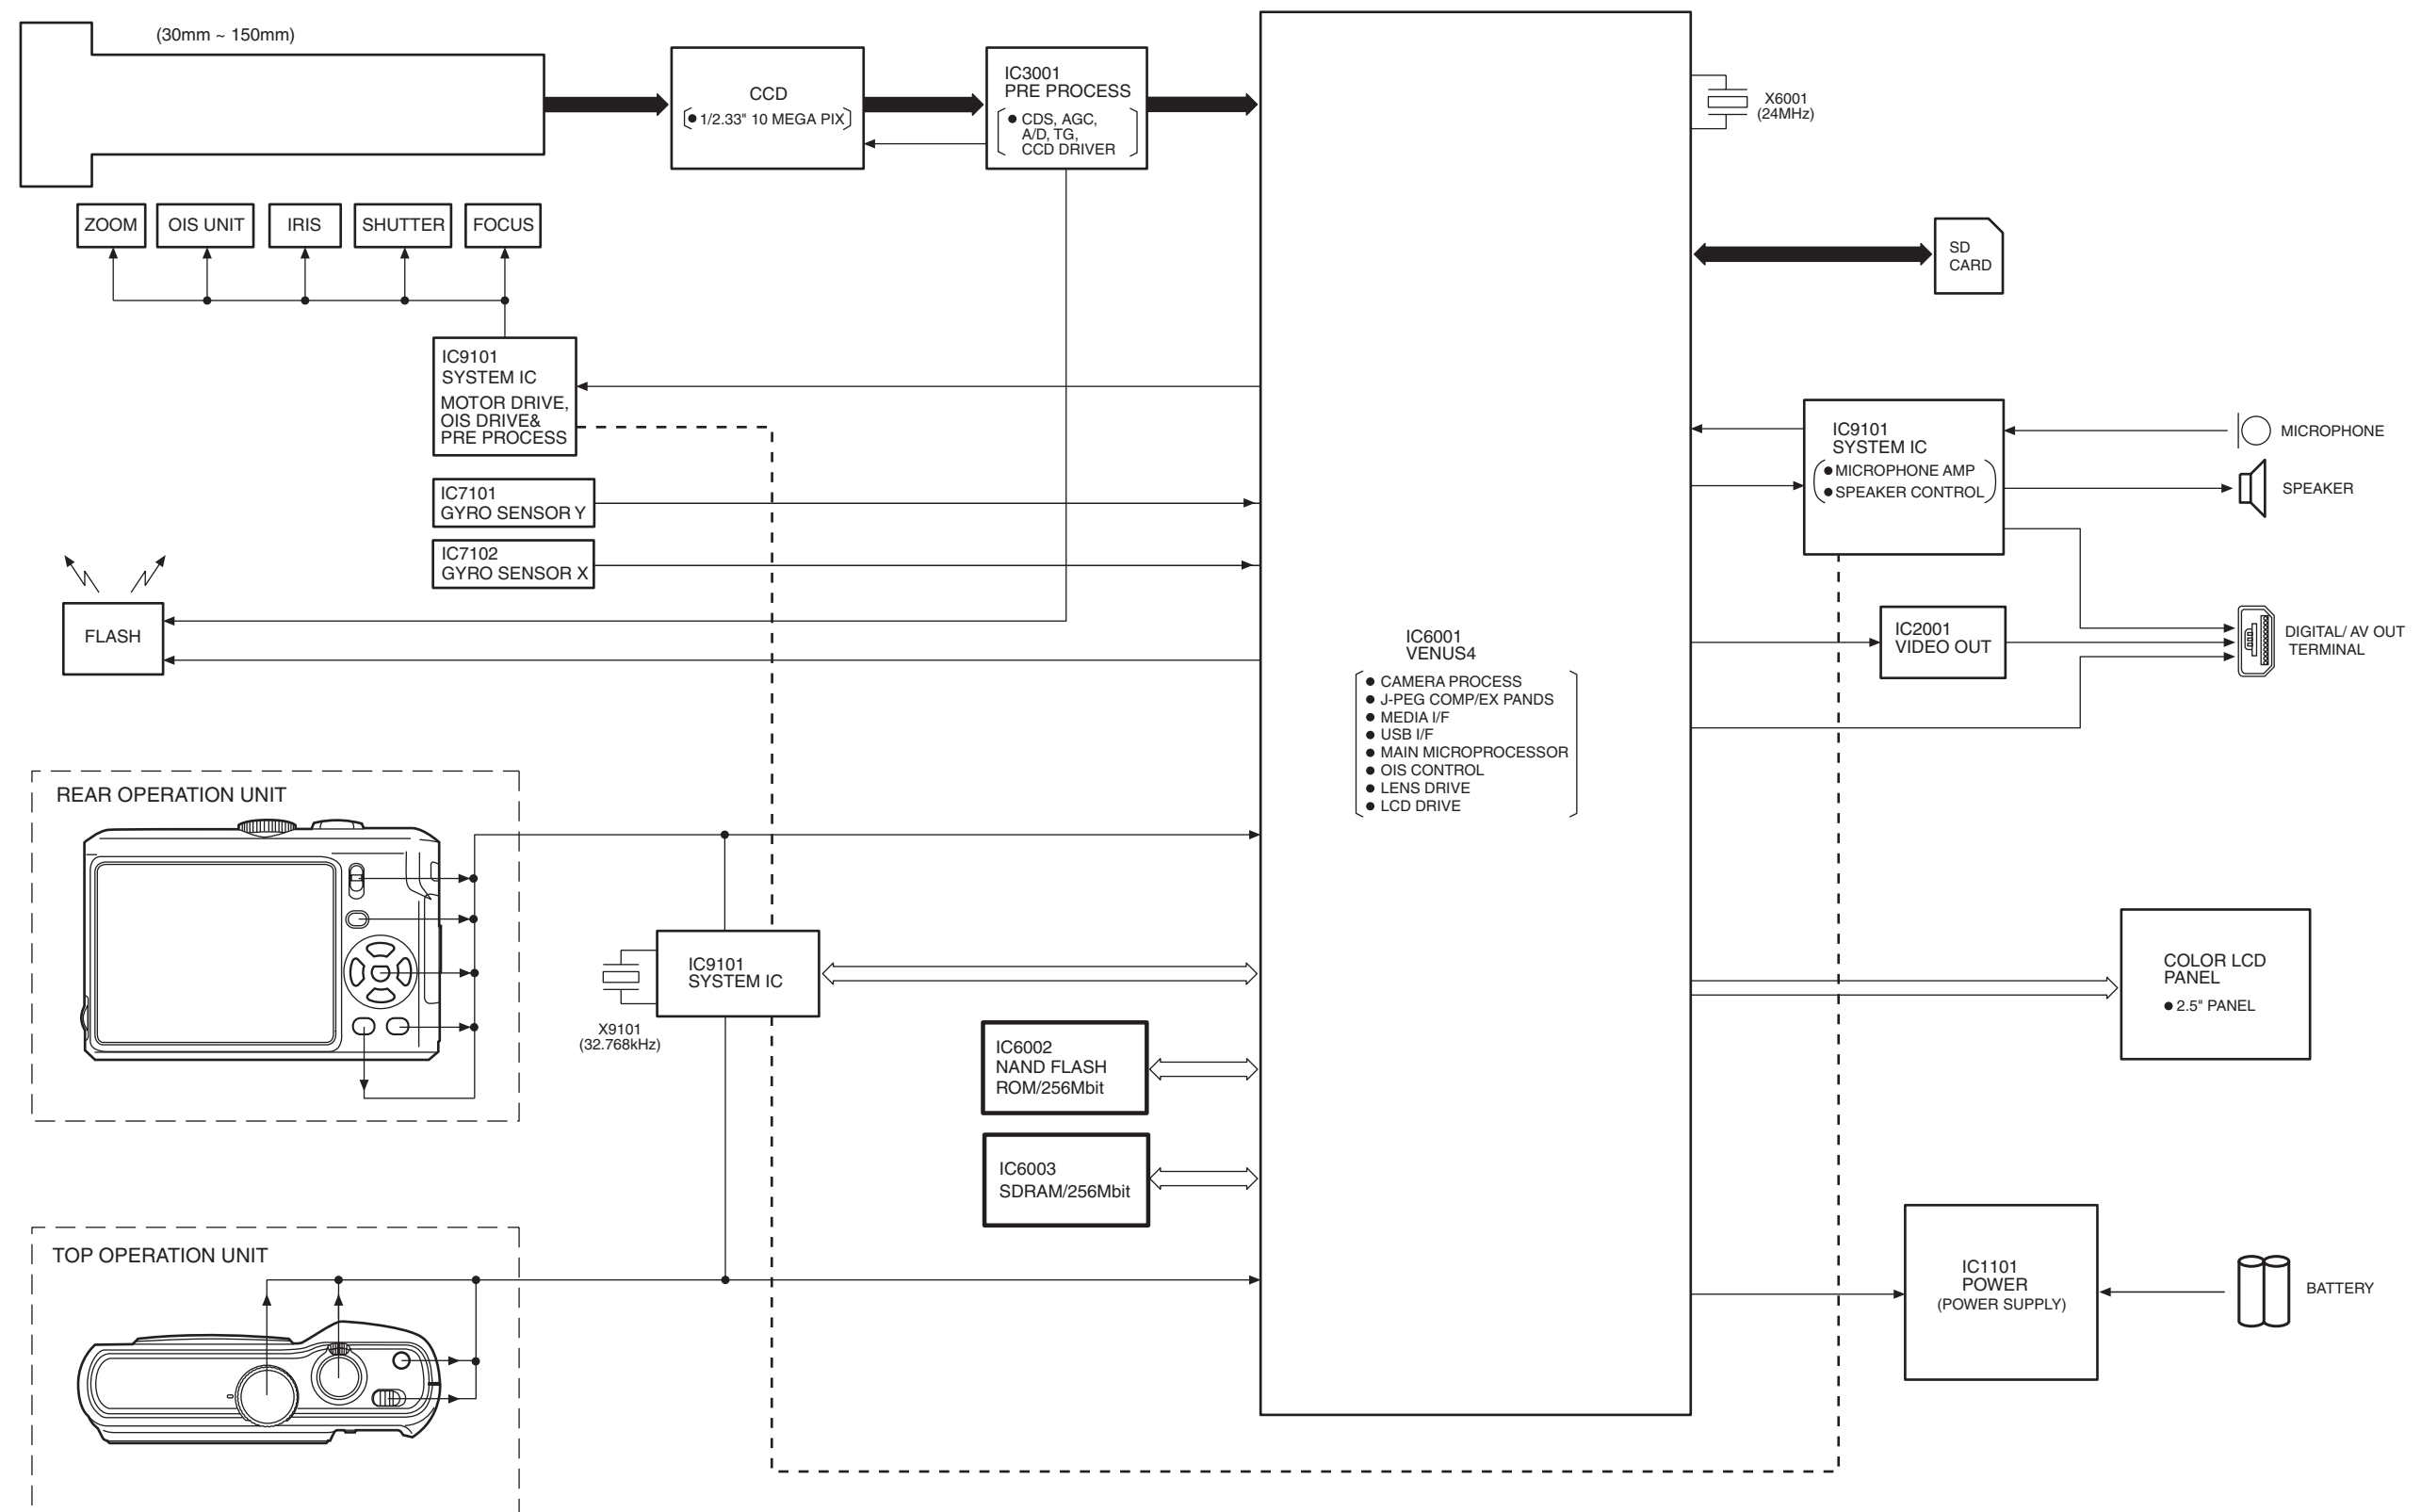 (30mm ~ 150mm)
CCD
● 1/2.33" 10 MEGA PIX
IC3001
PRE PROCESS
● CDS, AGC,
A/D, TG,
CCD DRIVER
X6001
(24MHz)
ZOOM
OIS UNIT
IRIS
SHUTTER
FOCUS
SD
CARD
IC9101
SYSTEM IC
MOTOR DRIVE,
OIS DRIVE&
PRE PROCESS
IC9101
SYSTEM IC
● MICROPHONE AMP
● SPEAKER CONTROL
MICROPHONE
SPEAKER
IC7101
GYRO SENSOR Y
IC7102
GYRO SENSOR X
FLASH
IC6001
VENUS4
● CAMERA PROCESS
● J-PEG COMP/EX PANDS
● MEDIA I/F
● USB I/F
● MAIN MICROPROCESSOR
● OIS CONTROL
● LENS DRIVE
● LCD DRIVE
IC2001
VIDEO OUT
DIGITAL/ AV OUT
TERMINAL
REAR OPERATION UNIT
IC9101
SYSTEM IC
X9101
(32.768kHz)
COLOR LCD
PANEL
● 2.5" PANEL
IC6002
NAND FLASH
ROM/256Mbit
IC6003
SDRAM/256Mbit
TOP OPERATION UNIT
IC1101
POWER
(POWER SUPPLY)
BATTERY